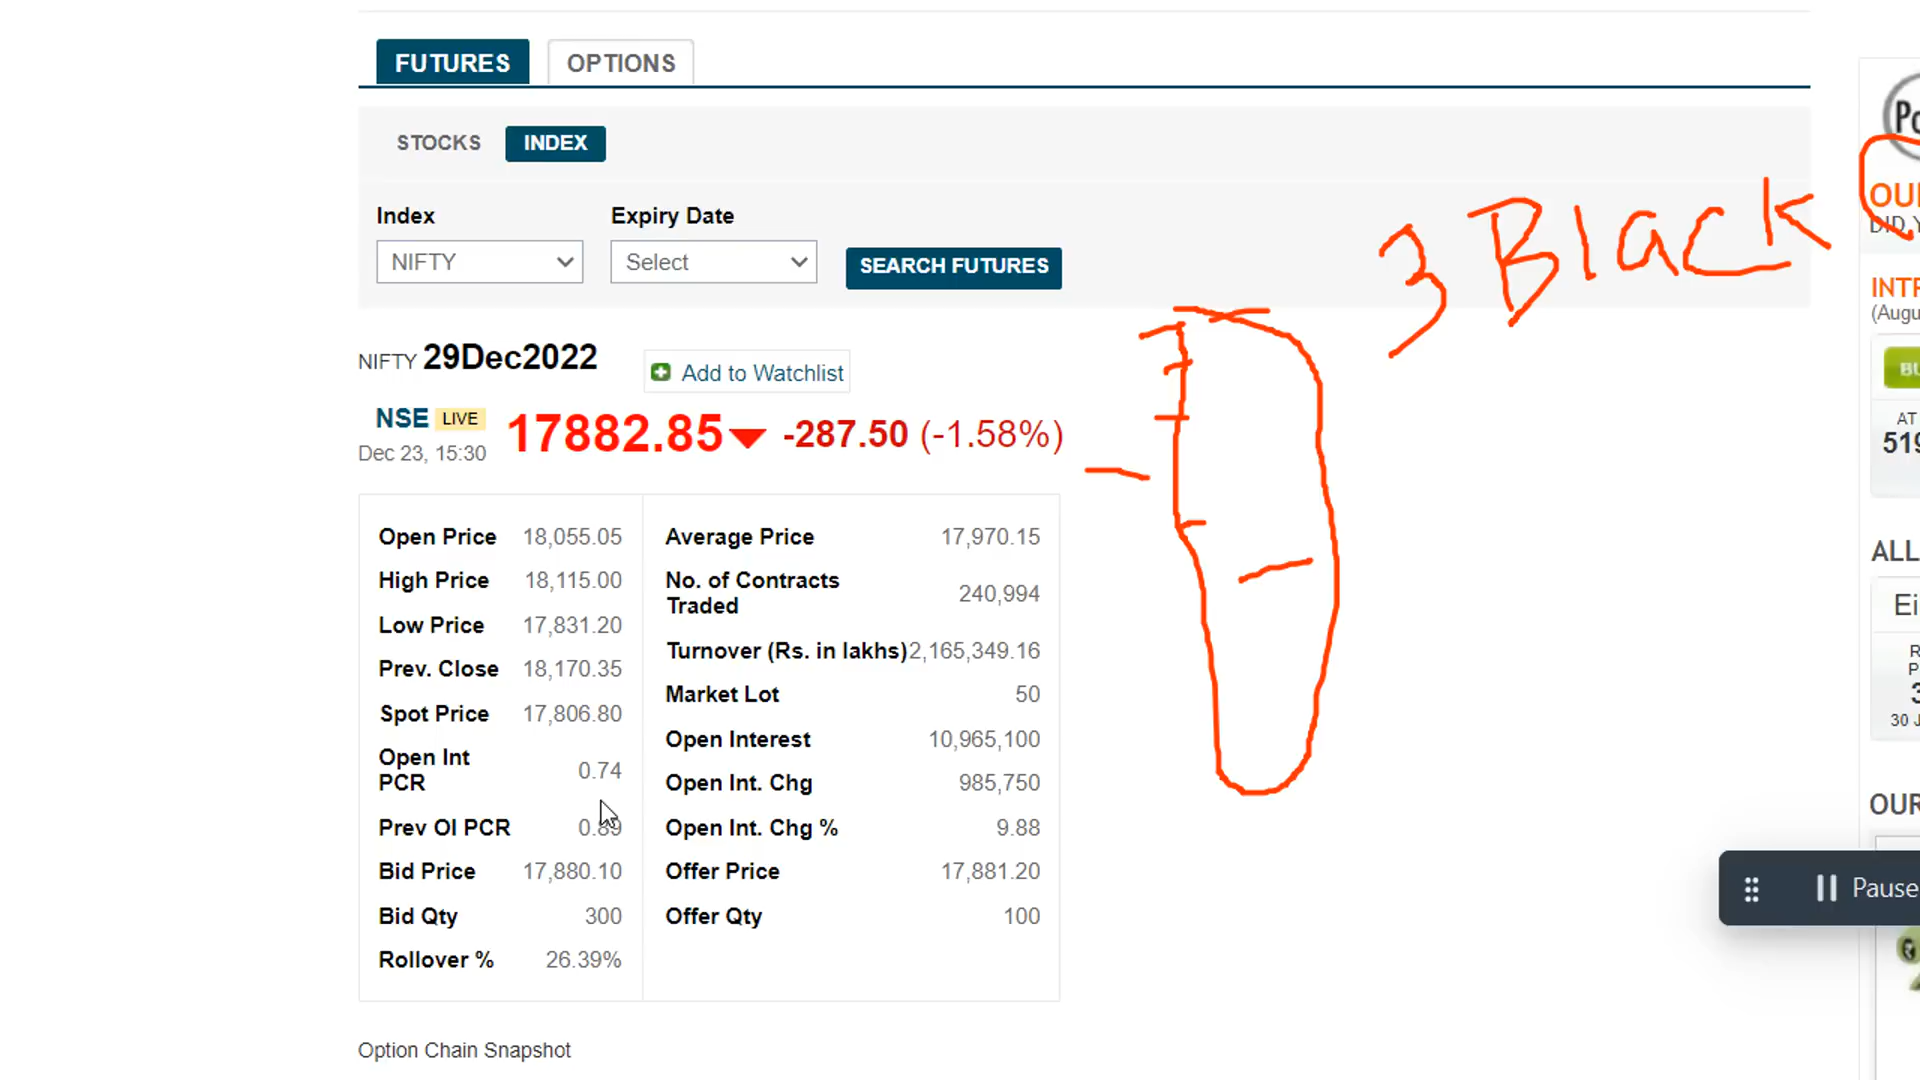 FUTURES OPTIONS
STOCKS INDEX
Index Expiry Date
NIFTY Select SEARCH FUTURES
3 Black
NIFTY 29Dec2022 Add to Watchlist
NSE LIVE 17882.85 -287.50 (-1.58%)
Dec 23, 15:30
Open Price 18,055.05
High Price 18,115.00
Low Price 17,831.20
Prev. Close 18,170.35
Spot Price 17,806.80
Open Int
PCR 0.74
Prev OI PCR 0.89
Bid Price 17,880.10
Bid Qty 300
Rollover % 26.39%
Average Price 17,970.15
No. of Contracts
Traded 240,994
Turnover (Rs. in lakhs) 2,165,349.16
Market Lot 50
Open Interest 10,965,100
Open Int. Chg 985,750
Open Int. Chg % 9.88
Offer Price 17,881.20
Offer Qty 100
Option Chain Snapshot
DID
AT
519
ALL
30 J
Pause